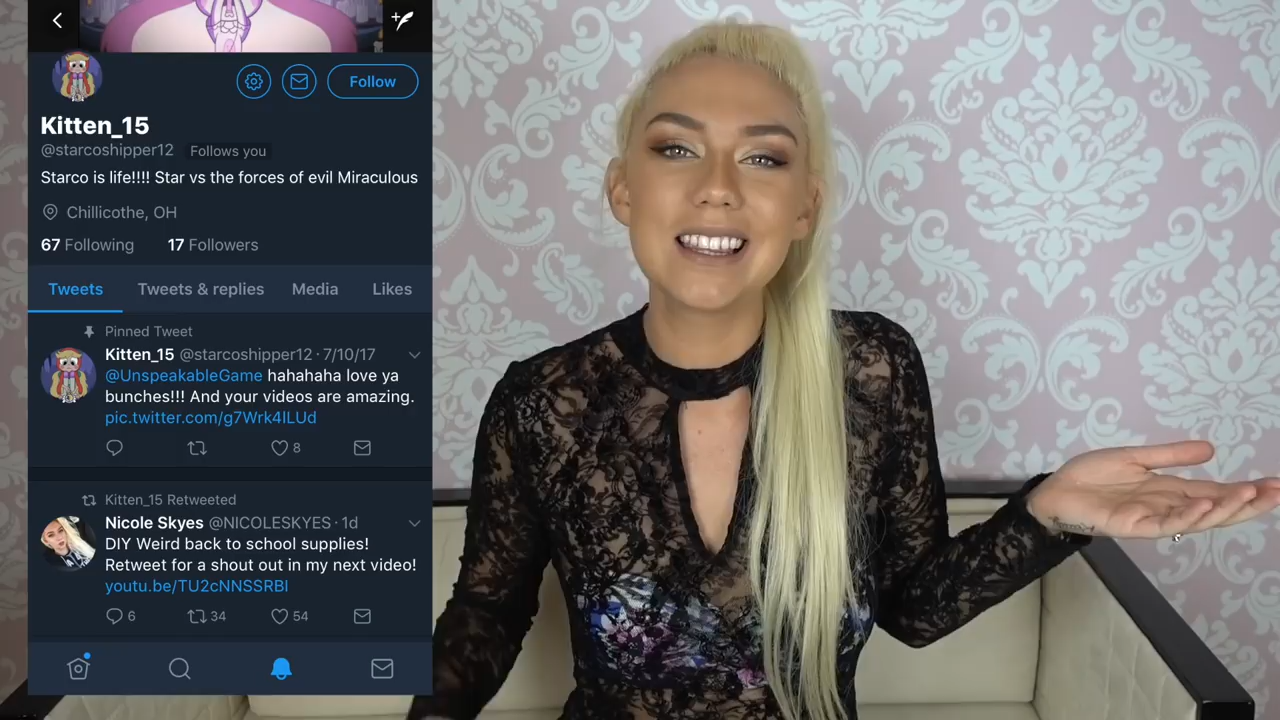 Follow
Kitten_15
@starcoshipper12 Follows you
Starco is life!!!! Star vs the forces of evil Miraculous
Chillicothe, OH
67 Following 17 Followers
Tweets Tweets & replies Media Likes
Pinned Tweet
Kitten_15 @starcoshipper12 · 7/10/17
@UnspeakableGame hahahaha love ya
bunches!!! And your videos are amazing.
pic.twitter.com/g7Wrk4ILUd
8
Kitten_15 Retweeted
Nicole Skyes @NICOLESKYES · 1d
DIY Weird back to school supplies!
Retweet for a shout out in my next video!
youtu.be/TU2cNNSSRBI
6 34 54